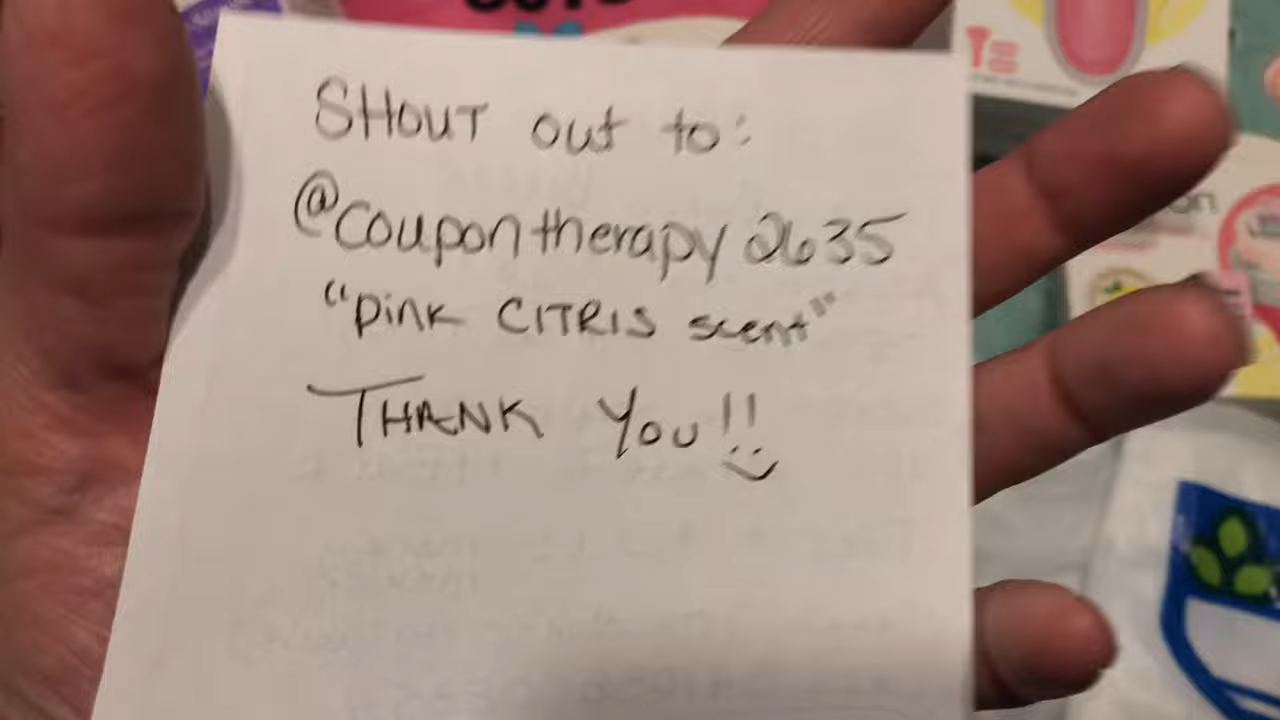 SHOUT out to:
@coupontherapy2635
"pink CITRIS scent"
THANK You!!